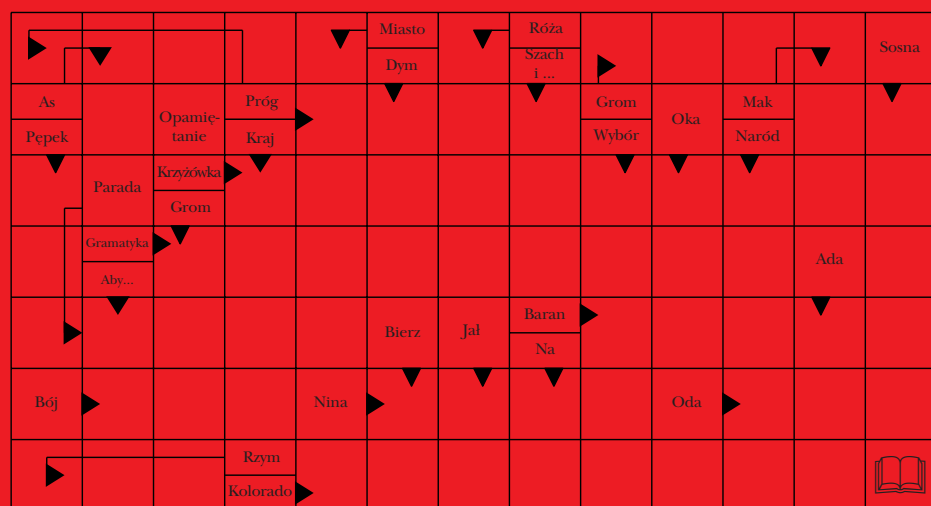 Miasto
Dym
Róża
Szach
i ...
Sosna
As
Pępek
Opamię-
tanie
Próg
Kraj
Grom
Wybór
Oka
Mak
Naród
Parada
Krzyżówka
Grom
Gramatyka
Aby...
Ada
Bierz
Jał
Baran
Na
Bój
Nina
Oda
Rzym
Kolorado